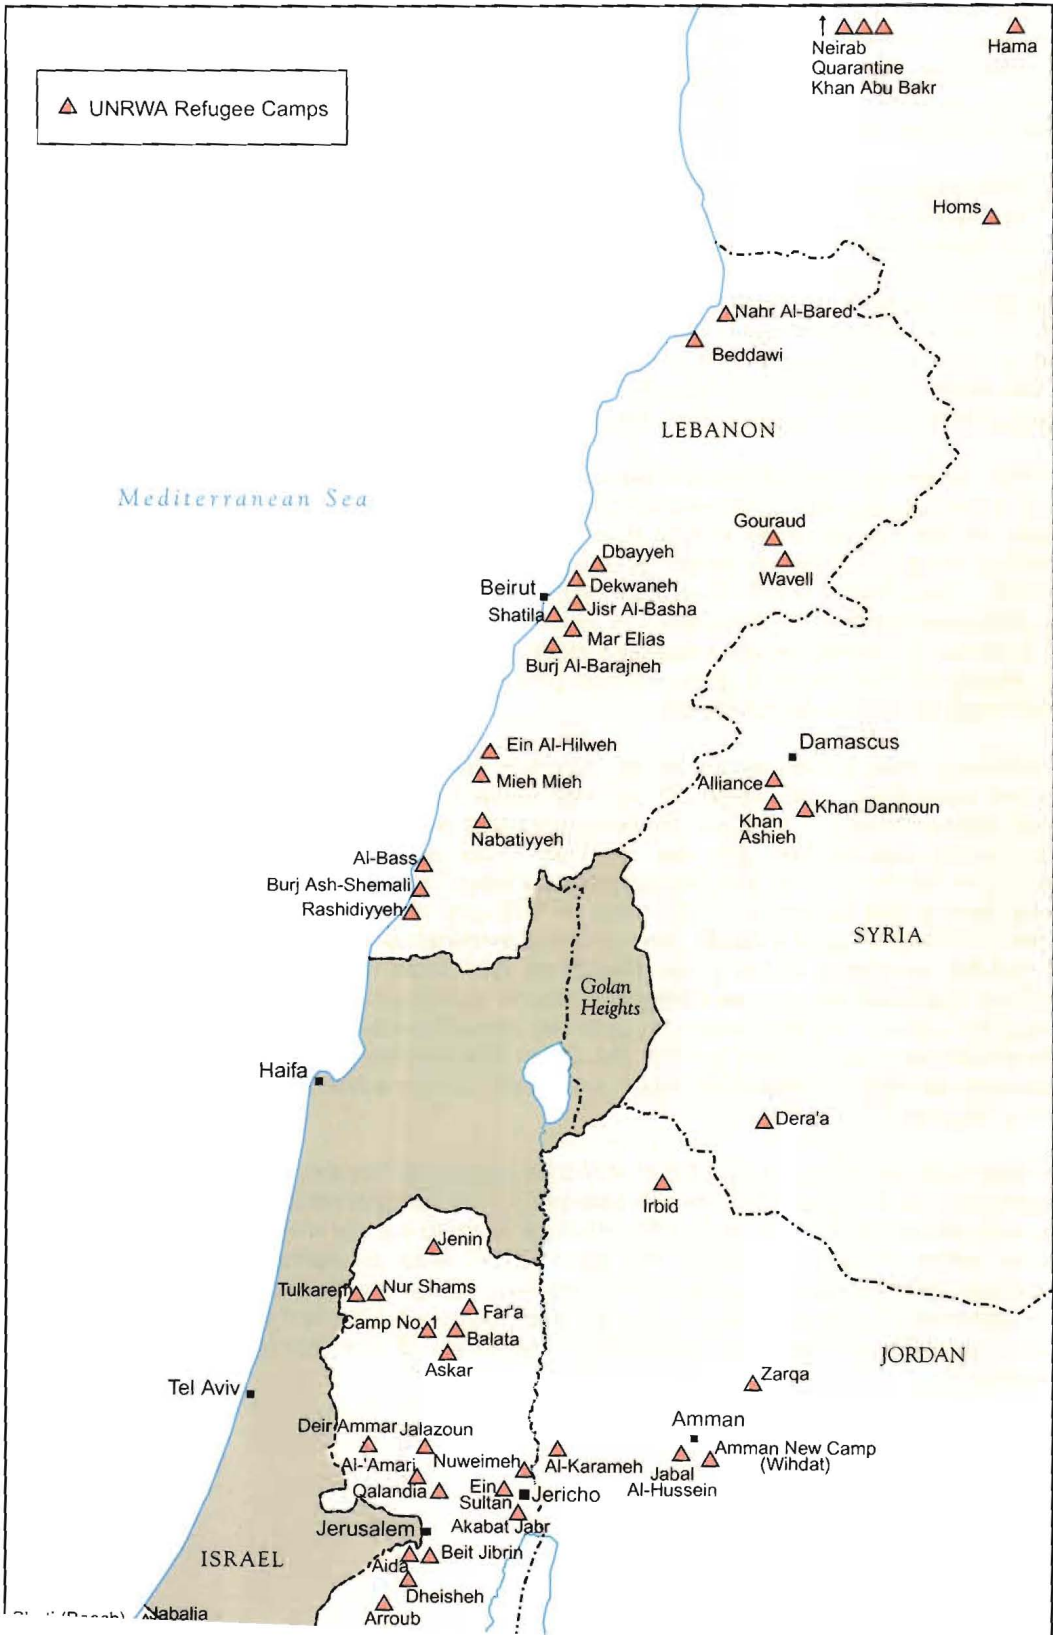 Neirab
Quarantine
Khan Abu Bakr
Hama
UNRWA Refugee Camps
Homs
Nahr Al-Bared
Beddawi
LEBANON
Mediterranean Sea
Gouraud
Wavell
Dbayyeh
Dekwaneh
Beirut
Jisr Al-Basha
Shatila
Mar Elias
Burj Al-Barajneh
Ein Al-Hilweh
Mieh Mieh
Nabatiyyeh
Damascus
Alliance
Khan Dannoun
Khan
Ashieh
Al-Bass
Burj Ash-Shemali
Rashidiyyeh
SYRIA
Golan
Heights
Haifa
Dera'a
Irbid
Jenin
Tulkarem
Nur Shams
Far'a
Camp No. 1
Balata
Askar
JORDAN
Tel Aviv
Zarqa
Amman
Amman New Camp
(Wihdat)
Jabal
Al-Hussein
Deir Ammar
Jalazoun
Al-'Amari
Nuweimeh
Al-Karameh
Qalandia
Ein
Sultan
Jericho
Akabat Jabr
Jerusalem
ISRAEL
Aida
Beit Jibrin
Dheisheh
Arroub
Jabalia